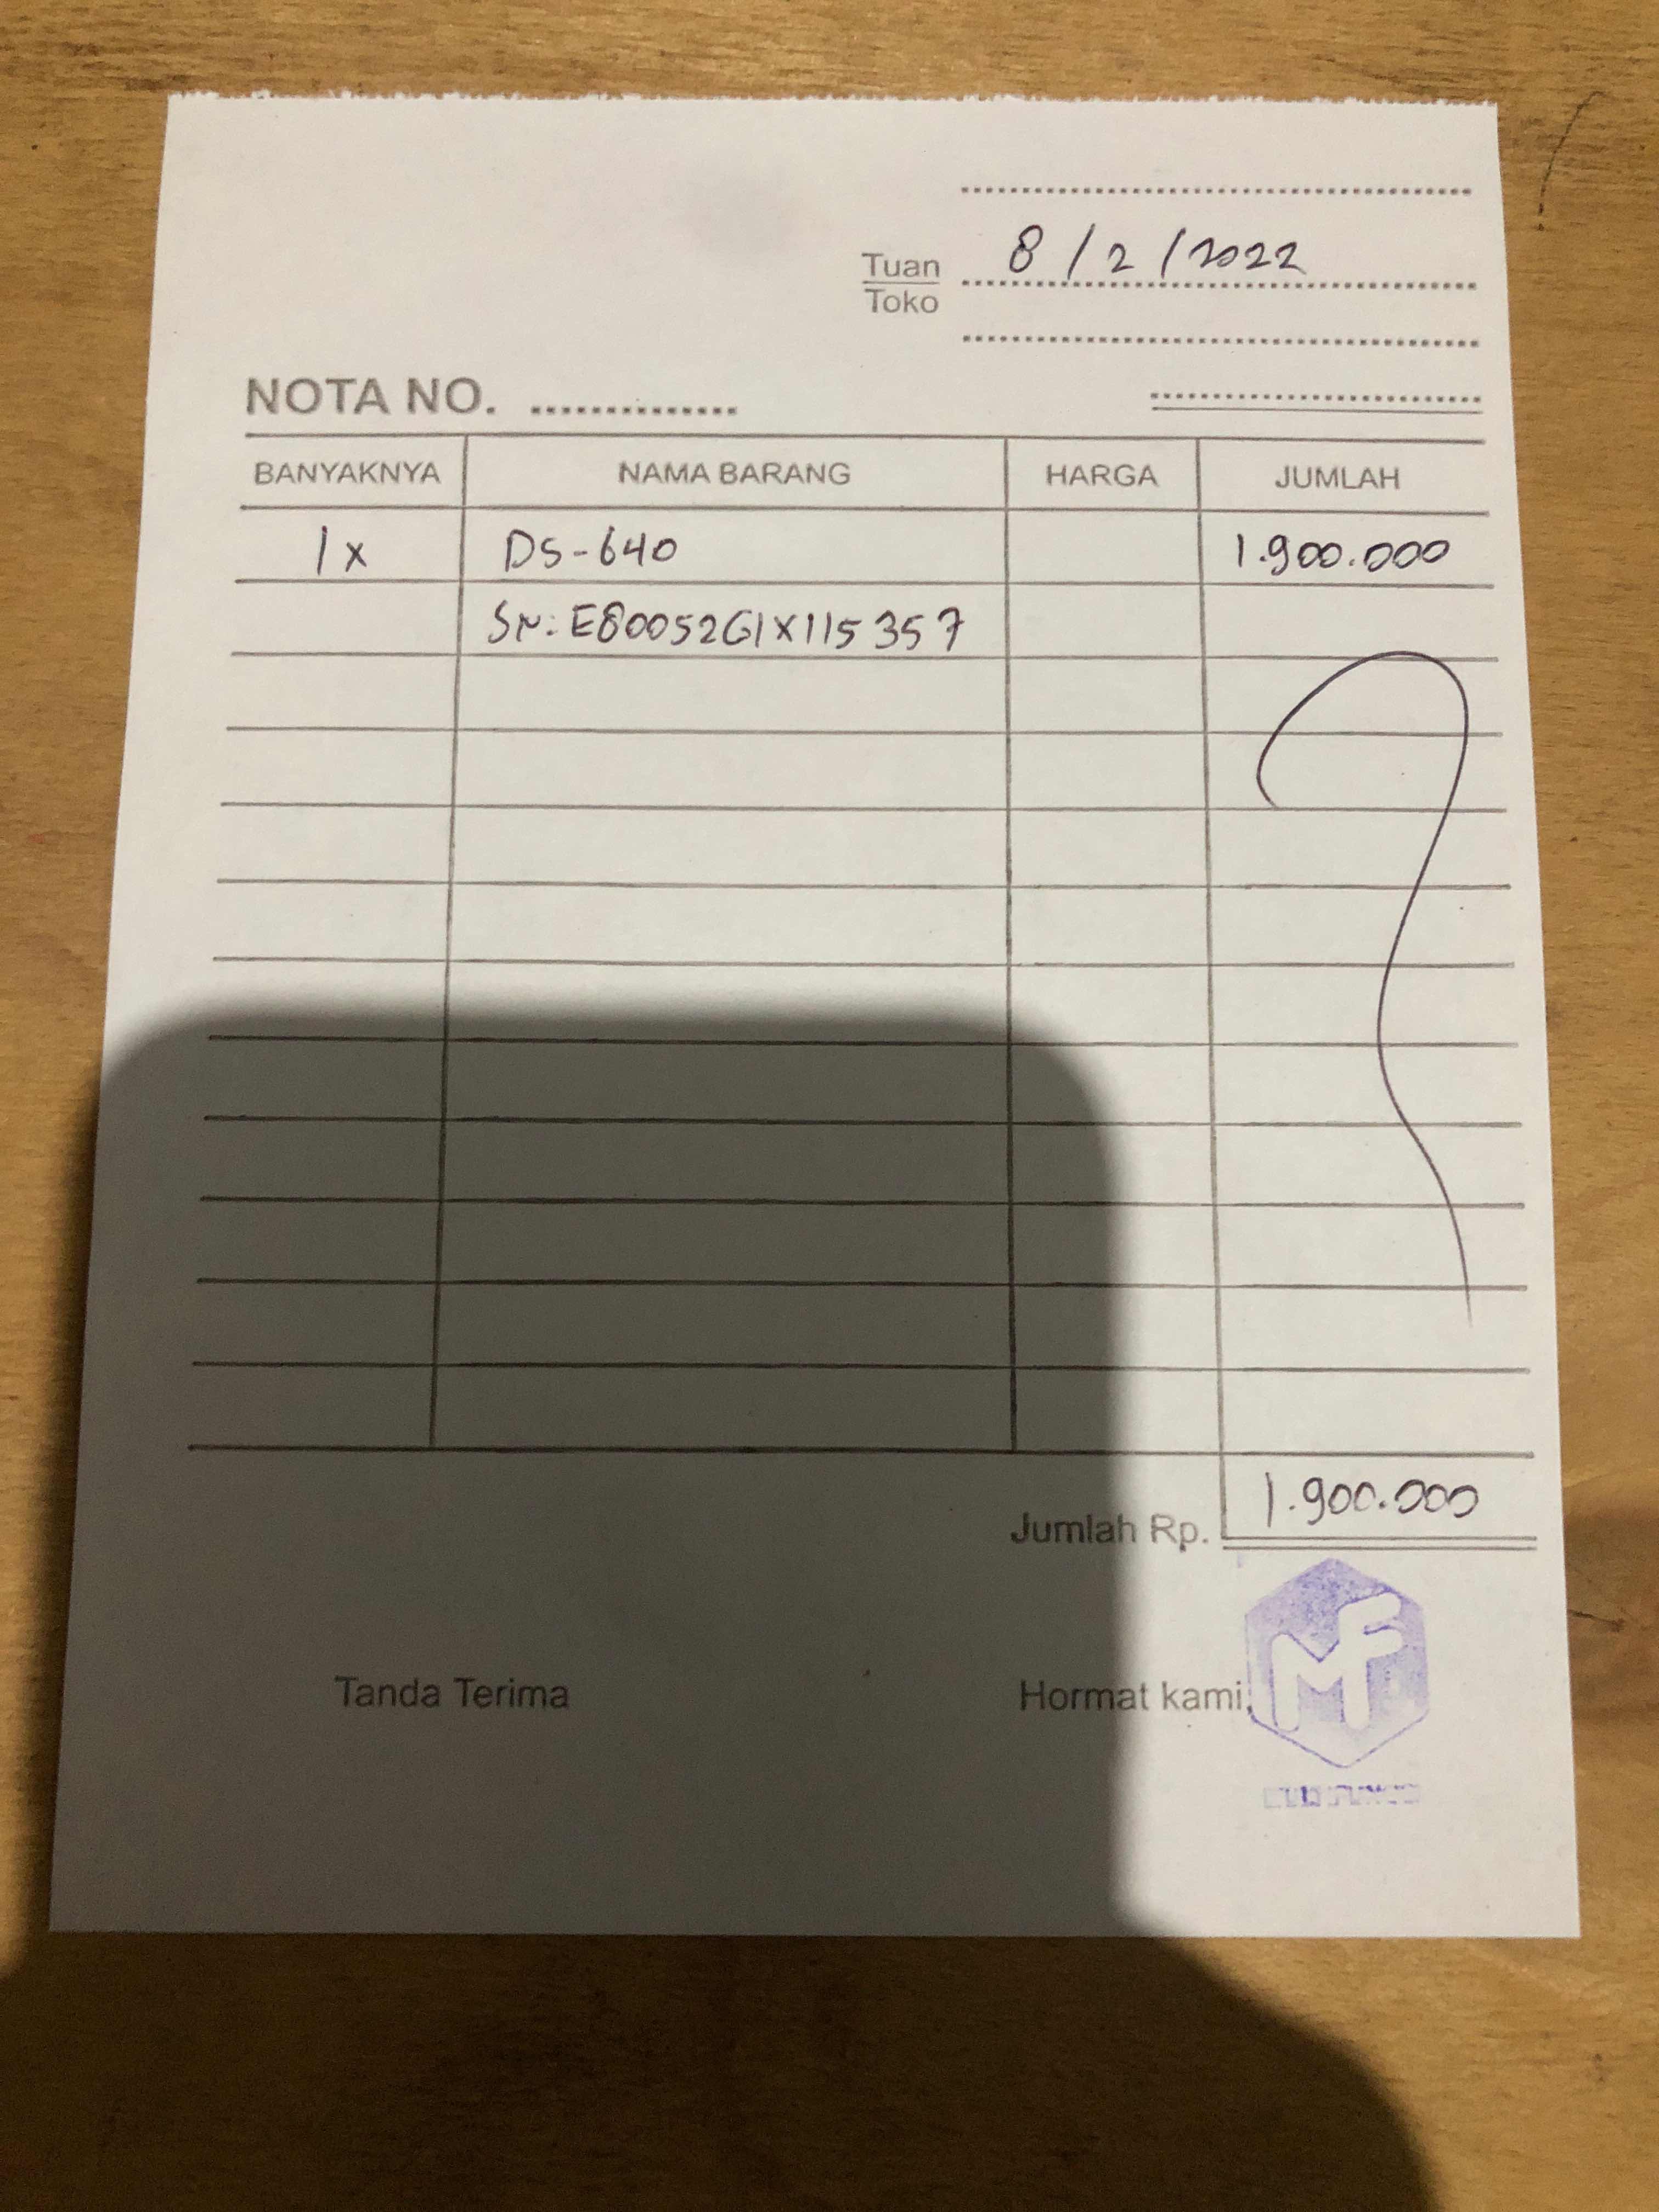 Tuan 8/2/2022
Toko
NOTA NO. ..............
BANYAKNYA NAMA BARANG HARGA JUMLAH
1x DS-640 1.900.000
SN: E80052G1X115357
Jumlah Rp. 1.900.000
Tanda Terima Hormat kami,
MF